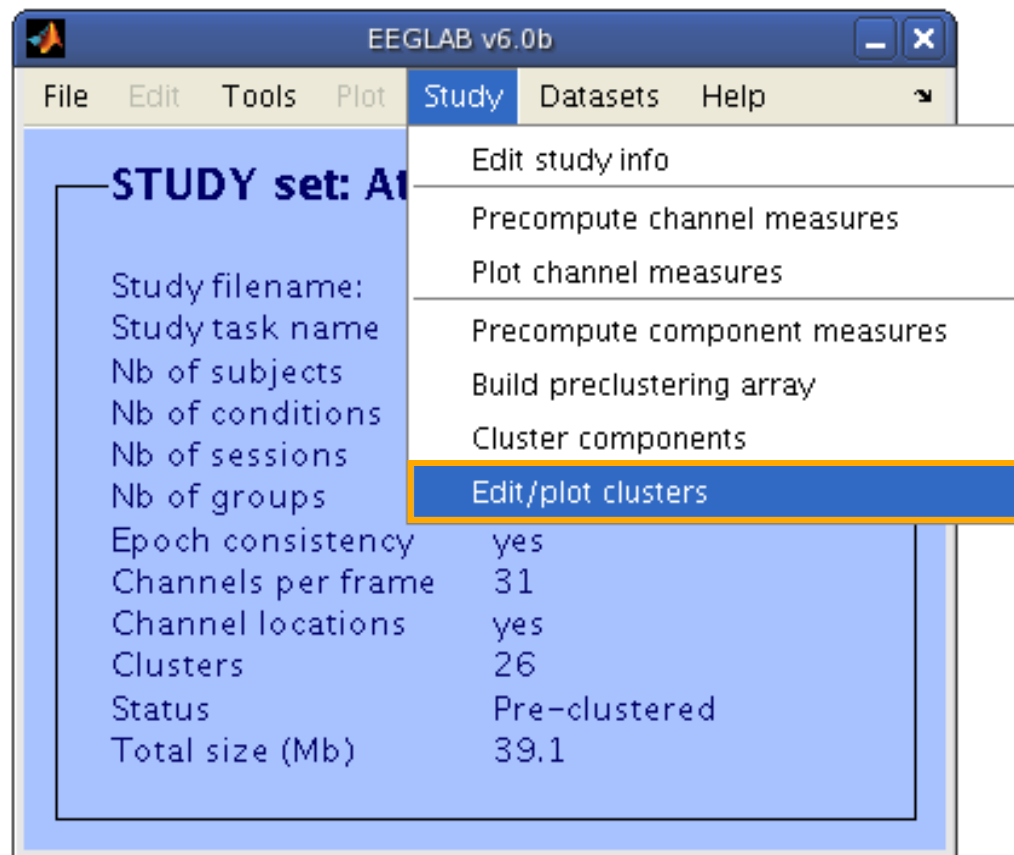 EEGLAB v6.0b
File Edit Tools Plot Study Datasets Help
Edit study info
Precompute channel measures
Plot channel measures
Precompute component measures
Build preclustering array
Cluster components
Edit/plot clusters
STUDY set:
Study filename:
Study task name
Nb of subjects
Nb of conditions
Nb of sessions
Nb of groups
Epoch consistency yes
Channels per frame 31
Channel locations yes
Clusters 26
Status Pre-clustered
Total size (Mb) 39.1